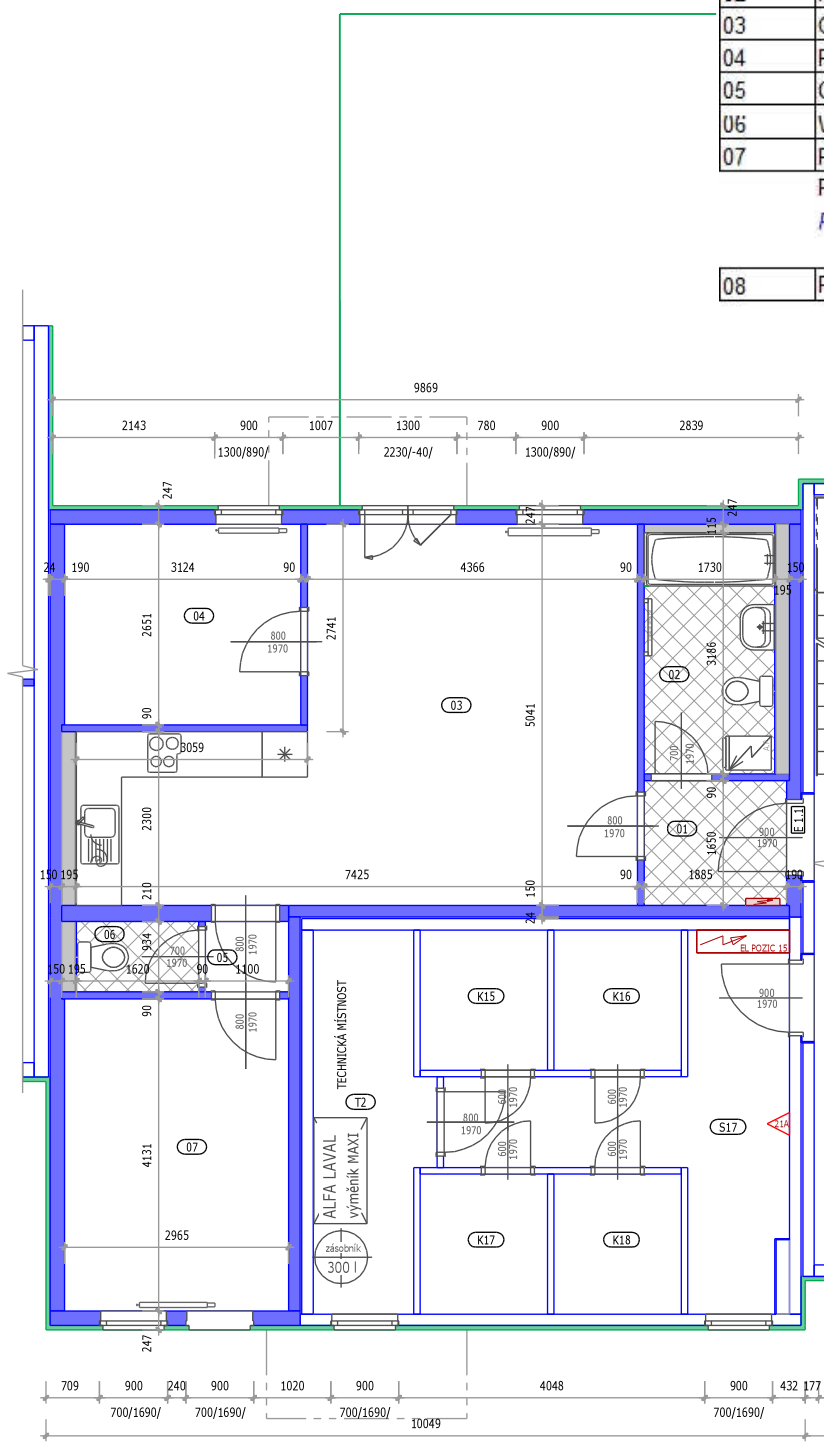 03
04
05
06
07
08
9869
2143 900 1007 1300 780 900 2839
1300/890/ 2230/-40/ 1300/890/
247 247 247 115
24 190 3124 90 4366 90 1730 150
195
04
2651
800
1970
2741
03
5041
02
3186
90
3059
700
1970
2300
800
1970
90
01
1650
900
1970
E 1.1
150 195 7425 90 1885 190
210
150
24
06
934
700
1970
05
800
1970
150 195 1620 90 1100
90
800
1970
EL POZIC 15
900
1970
TECHNICKÁ MÍSTNOST
K15
K16
T2
600
1970
600
1970
800
1970
S17
21A
600
1970
600
1970
07
4131
ALFA LAVAL
výměník MAXI
2965
zásobník
300 l
K17
K18
247
709 900 240 900 1020 900 4048 900 432 177
700/1690/ 700/1690/ 700/1690/ 700/1690/
10049